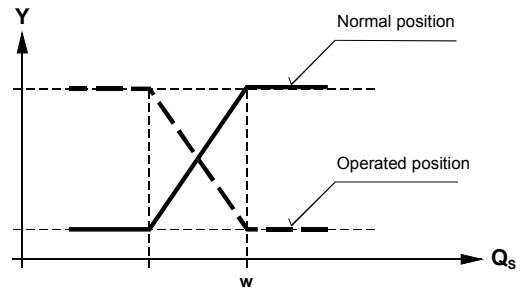 Y
Normal position
Operated position
Qs
w